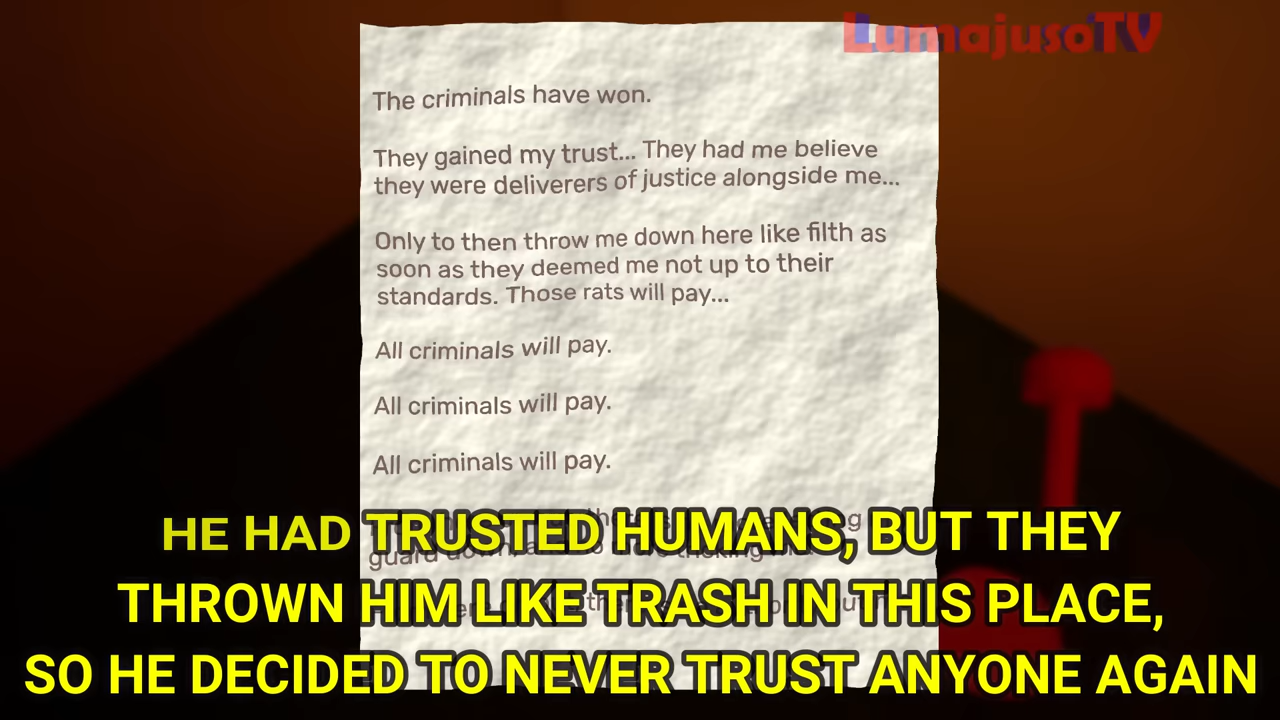 LumajusoTV
The criminals have won.
They gained my trust... They had me believe
they were deliverers of justice alongside me...
Only to then throw me down here like filth as
soon as they deemed me not up to their
standards. Those rats will pay...
All criminals will pay.
All criminals will pay.
All criminals will pay.
guard
HE HAD TRUSTED HUMANS, BUT THEY
THROWN HIM LIKE TRASH IN THIS PLACE,
SO HE DECIDED TO NEVER TRUST ANYONE AGAIN